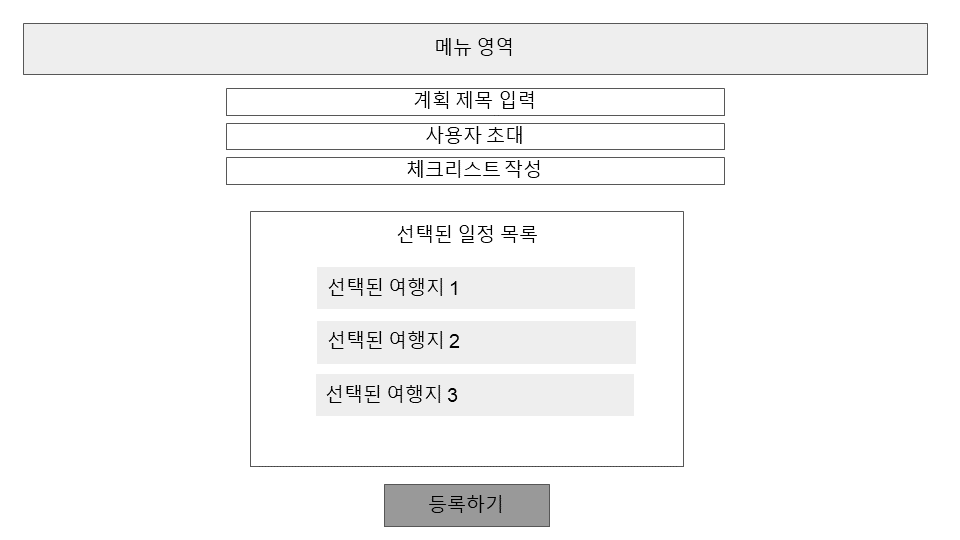 메뉴 영역
계획 제목 입력
사용자 초대
체크리스트 작성
선택된 일정 목록
선택된 여행지 1
선택된 여행지 2
선택된 여행지 3
등록하기